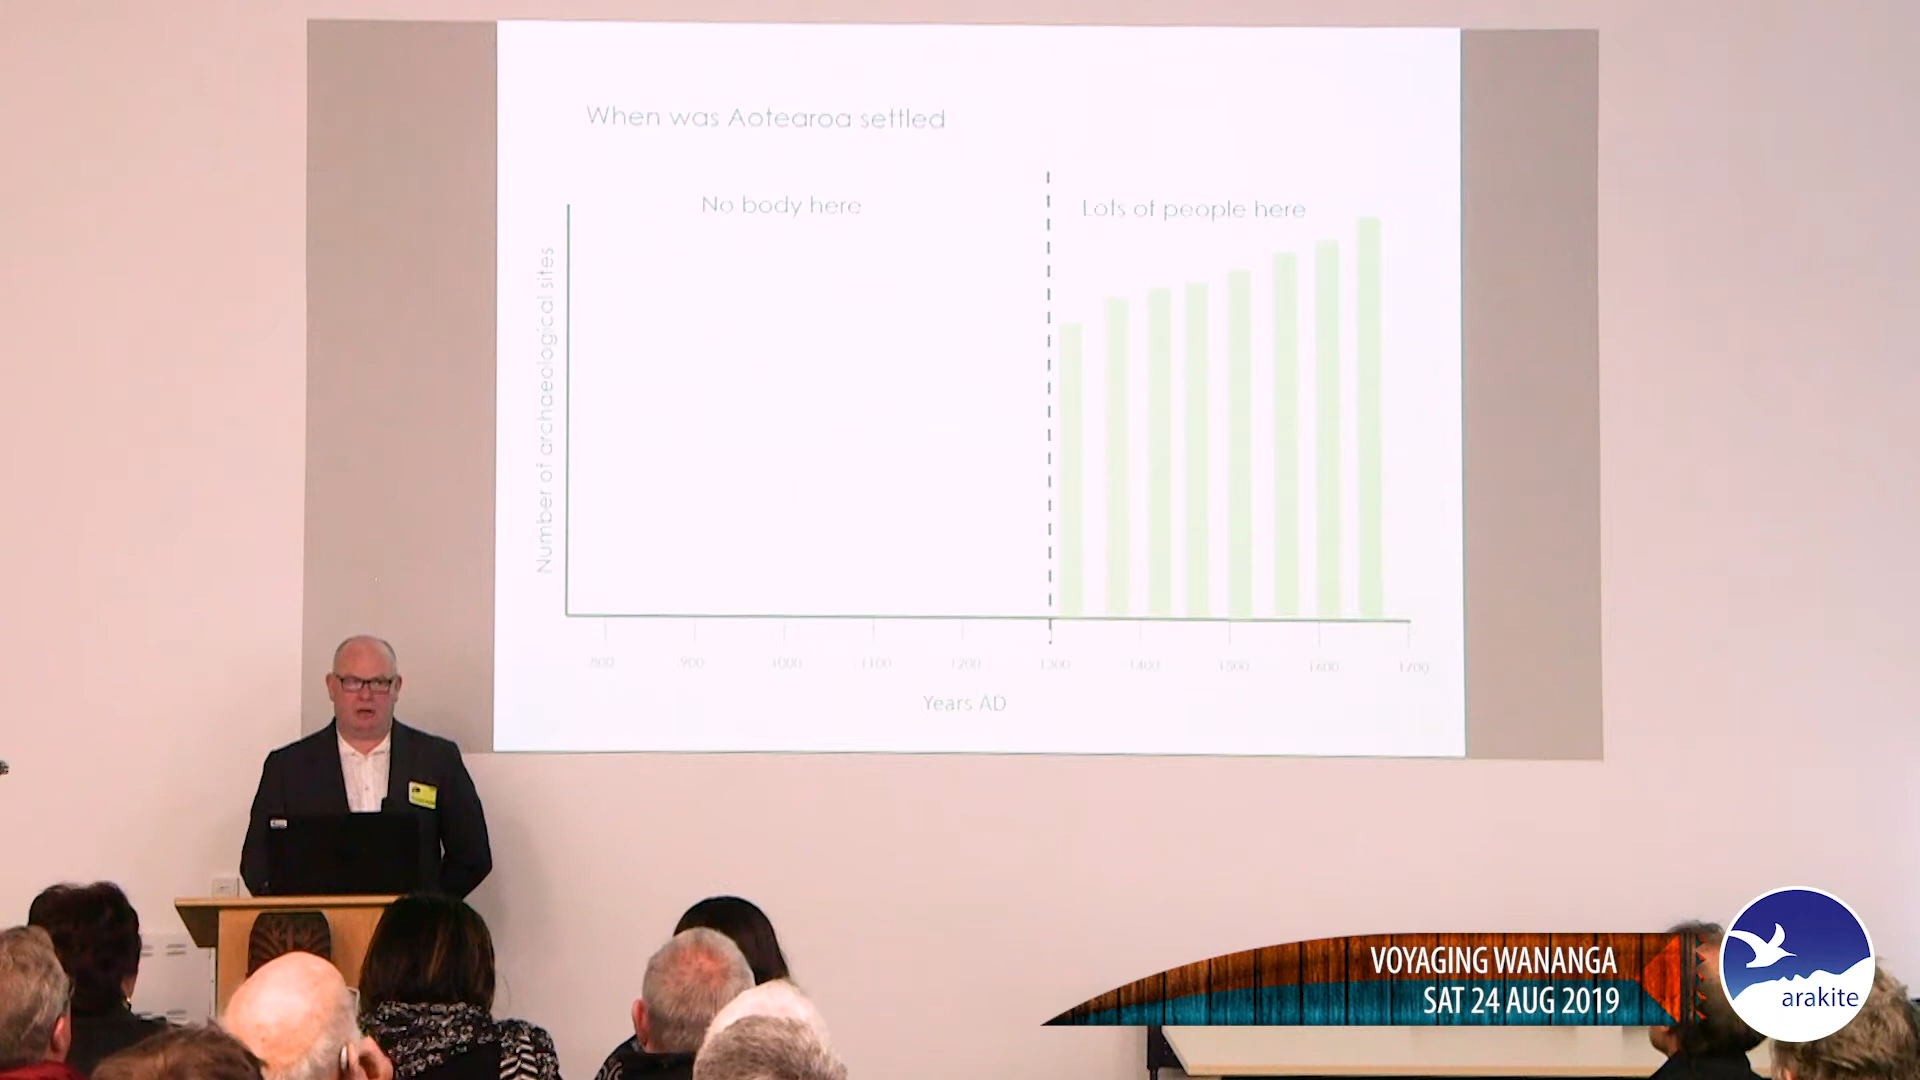 When was Aotearoa settled
No body here
Lots of people here
Number of archaeological sites
800 900 1000 1100 1200 1300 1400 1500 1600 1700
Years AD
VOYAGING WANANGA
SAT 24 AUG 2019
arakite